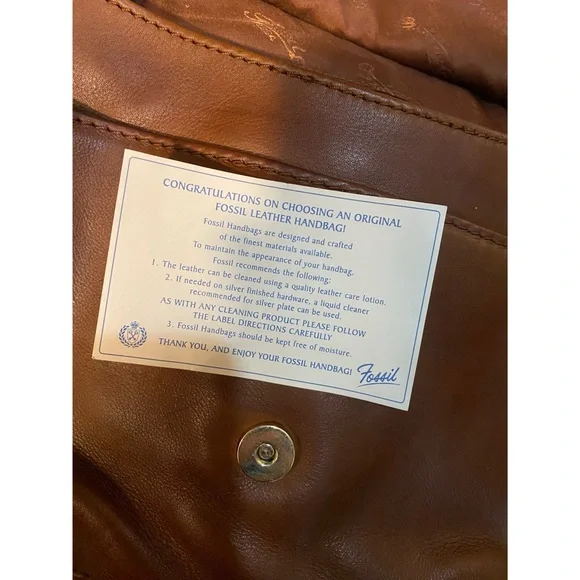 CONGRATULATIONS ON CHOOSING AN ORIGINAL
FOSSIL LEATHER HANDBAG!
Fossil Handbags are designed and crafted
of the finest materials available.
To maintain the appearance of your handbag,
Fossil recommends the following:
1. The leather can be cleaned using a quality leather care lotion.
2. If needed on silver finished hardware, a liquid cleaner
recommended for silver plate can be used.
AS WITH ANY CLEANING PRODUCT PLEASE FOLLOW
THE LABEL DIRECTIONS CAREFULLY
3. Fossil Handbags should be kept free of moisture.
THANK YOU, AND ENJOY YOUR FOSSIL HANDBAG!
Fossil